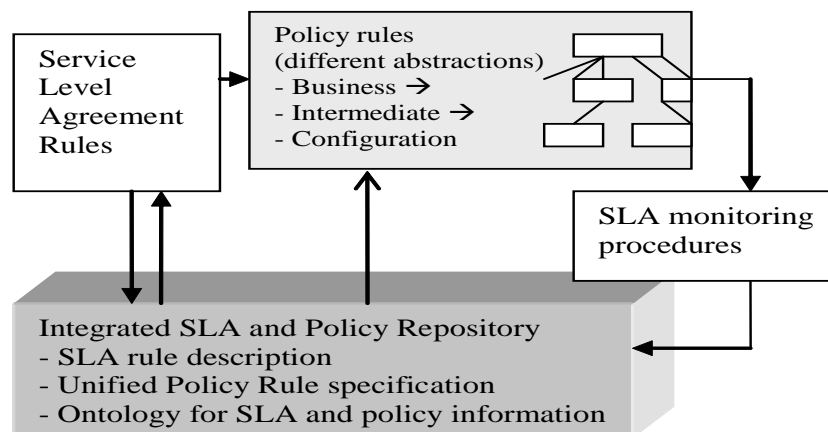 Service
Level
Agreement
Rules
Policy rules
(different abstractions)
- Business →
- Intermediate →
- Configuration
SLA monitoring
procedures
Integrated SLA and Policy Repository
- SLA rule description
- Unified Policy Rule specification
- Ontology for SLA and policy information